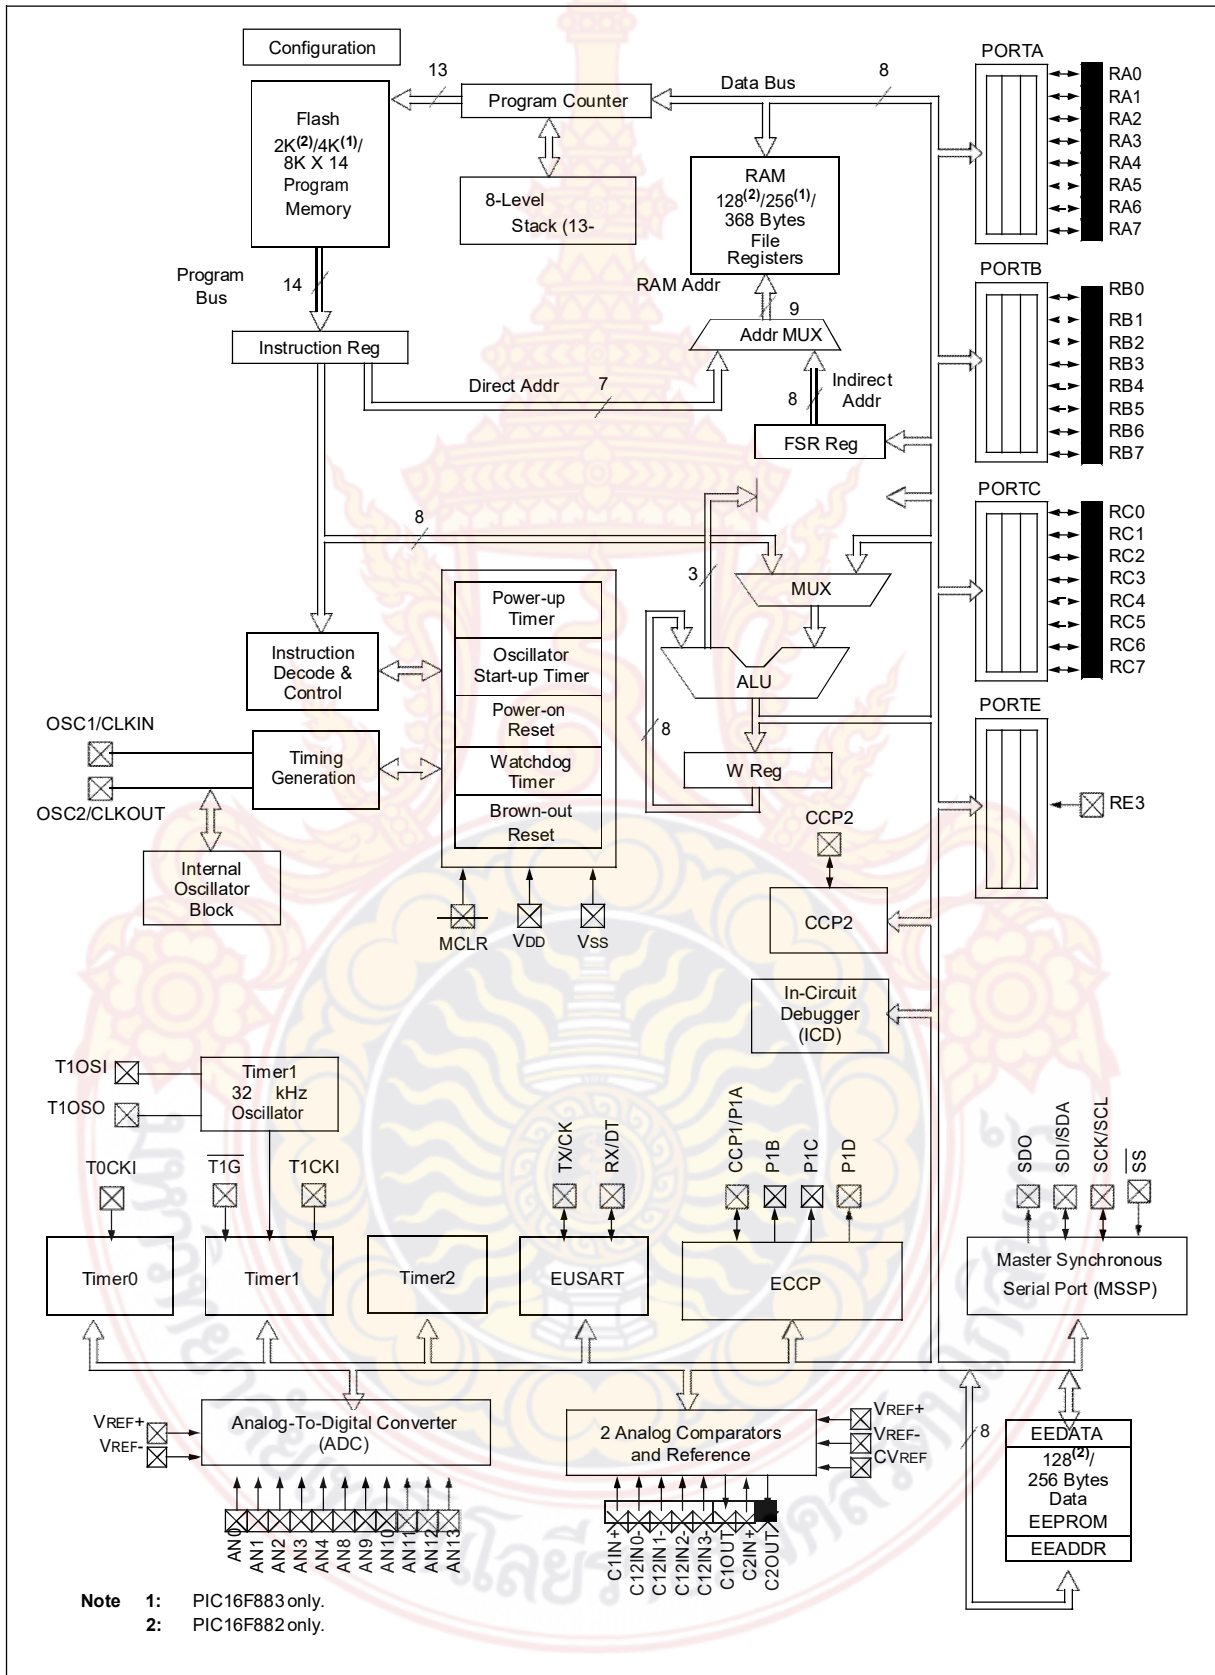 Configuration
13
Program Counter
Data Bus
8
PORTA
RA0
RA1
RA2
RA3
RA4
RA5
RA6
RA7
Flash
2K(2)/4K(1)/
8K X 14
Program
Memory
8-Level
Stack (13-
RAM
128(2)/256(1)/
368 Bytes
File
Registers
Program
Bus
14
RAM Addr
9
Addr MUX
PORTB
RB0
RB1
RB2
RB3
RB4
RB5
RB6
RB7
Instruction Reg
Direct Addr
7
8
Indirect
Addr
FSR Reg
PORTC
RC0
RC1
RC2
RC3
RC4
RC5
RC6
RC7
8
3
MUX
Power-up
Timer
Oscillator
Start-up Timer
Power-on
Reset
Watchdog
Timer
Brown-out
Reset
Instruction
Decode &
Control
ALU
8
W Reg
PORTE
RE3
OSC1/CLKIN
OSC2/CLKOUT
Timing
Generation
Internal
Oscillator
Block
MCLR
VDD
VSS
CCP2
CCP2
In-Circuit
Debugger
(ICD)
T1OSI
T1OSO
Timer1
32 kHz
Oscillator
T0CKI
T1G
T1CKI
TX/CK
RX/DT
CCP1/P1A
P1B
P1C
P1D
SDO
SDI/SDA
SCK/SCL
SS
Timer0
Timer1
Timer2
EUSART
ECCP
Master Synchronous
Serial Port (MSSP)
VREF+
VREF-
Analog-To-Digital Converter
(ADC)
2 Analog Comparators
and Reference
VREF+
VREF-
CVREF
8
EEDATA
128(2)/
256 Bytes
Data
EEPROM
EEADDR
AN0
AN1
AN2
AN3
AN4
AN8
AN9
AN10
AN11
AN12
AN13
C1IN+
C12IN0-
C12IN1-
C12IN2-
C12IN3-
C1OUT
C2IN+
C2OUT
Note 1: PIC16F883 only.
2: PIC16F882 only.